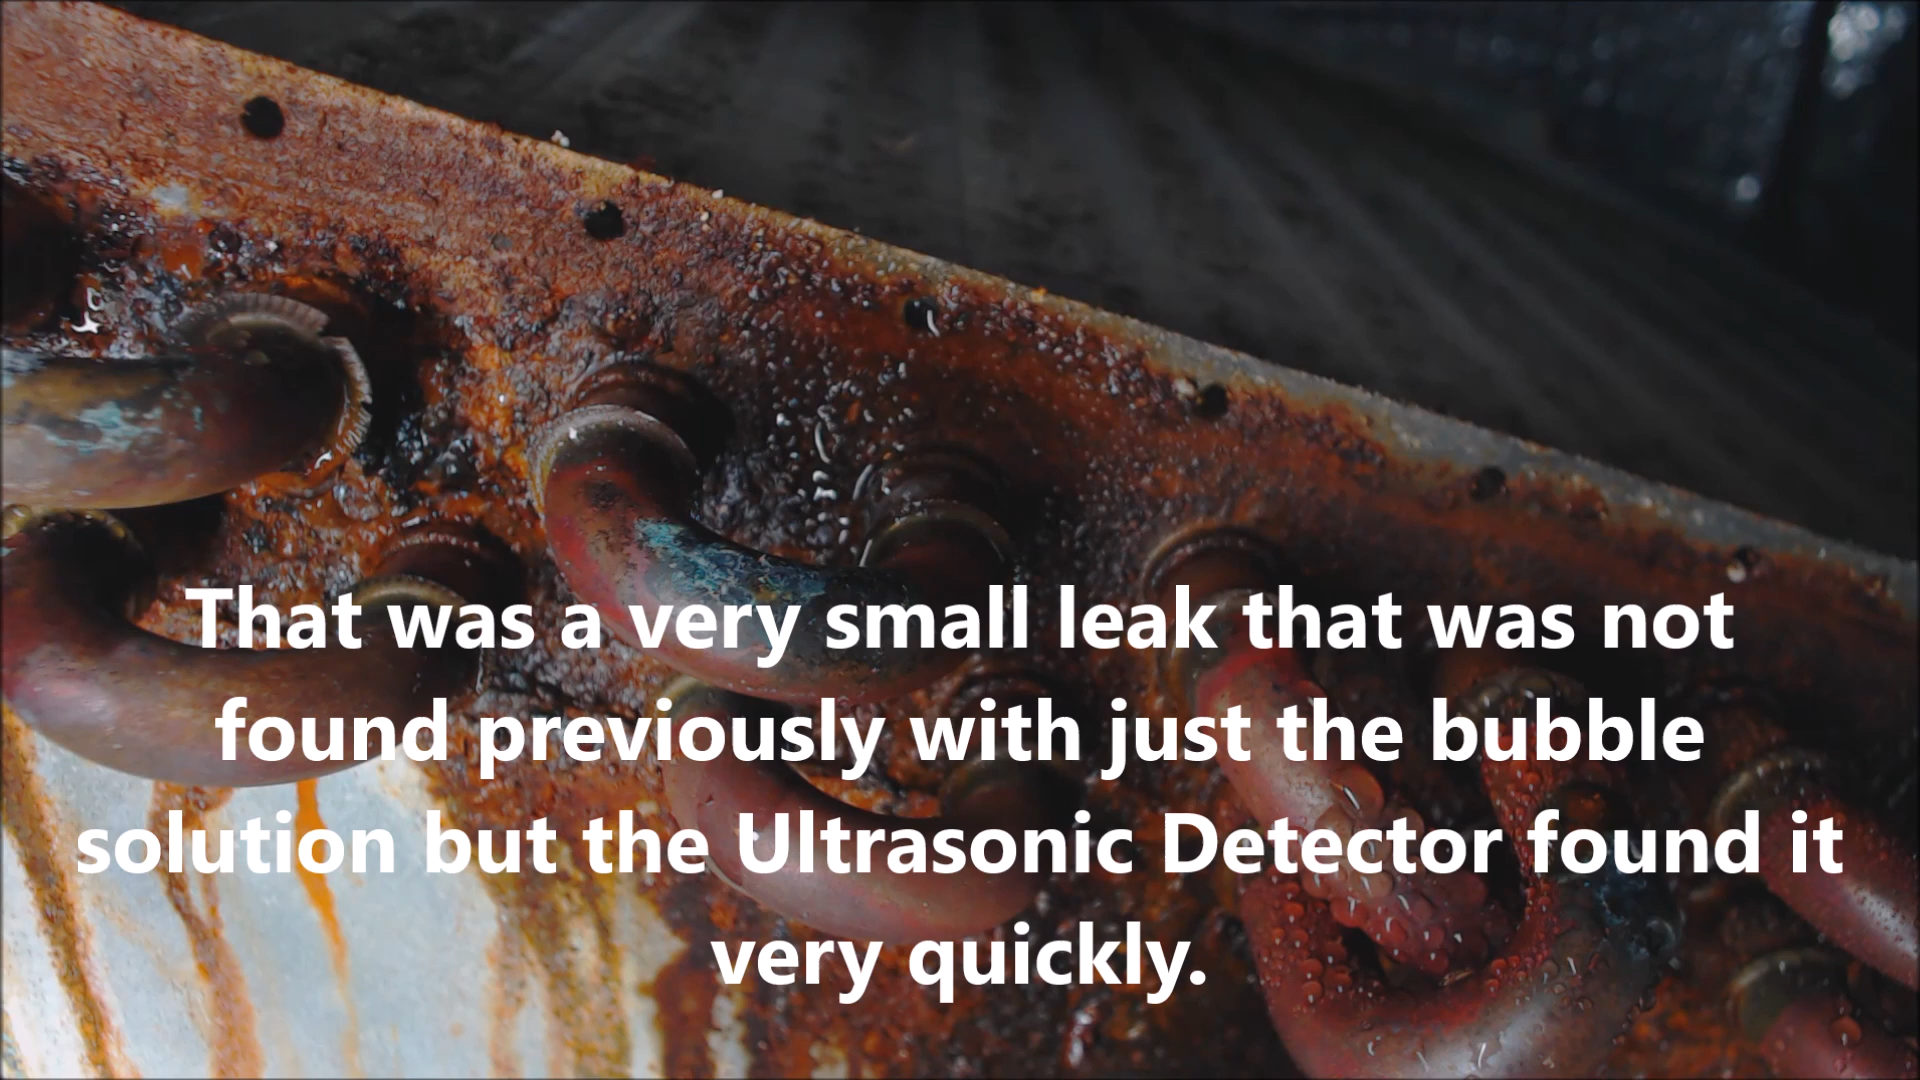 That was a very small leak that was not
found previously with just the bubble
solution but the Ultrasonic Detector found it
very quickly.